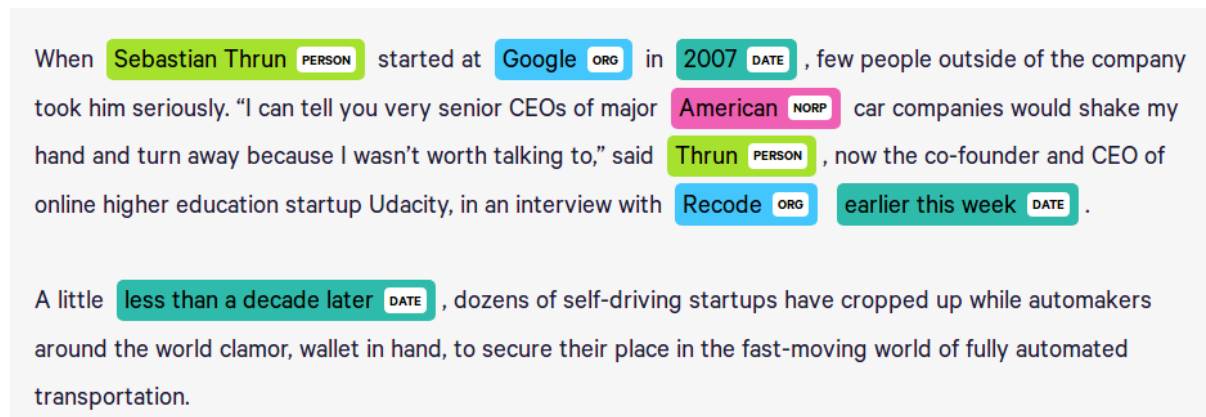 When Sebastian Thrun PERSON started at Google ORG in 2007 DATE , few people outside of the company
took him seriously. “I can tell you very senior CEOs of major American NORP car companies would shake my
hand and turn away because I wasn’t worth talking to,” said Thrun PERSON , now the co-founder and CEO of
online higher education startup Udacity, in an interview with Recode ORG earlier this week DATE .
A little less than a decade later DATE , dozens of self-driving startups have cropped up while automakers
around the world clamor, wallet in hand, to secure their place in the fast-moving world of fully automated
transportation.